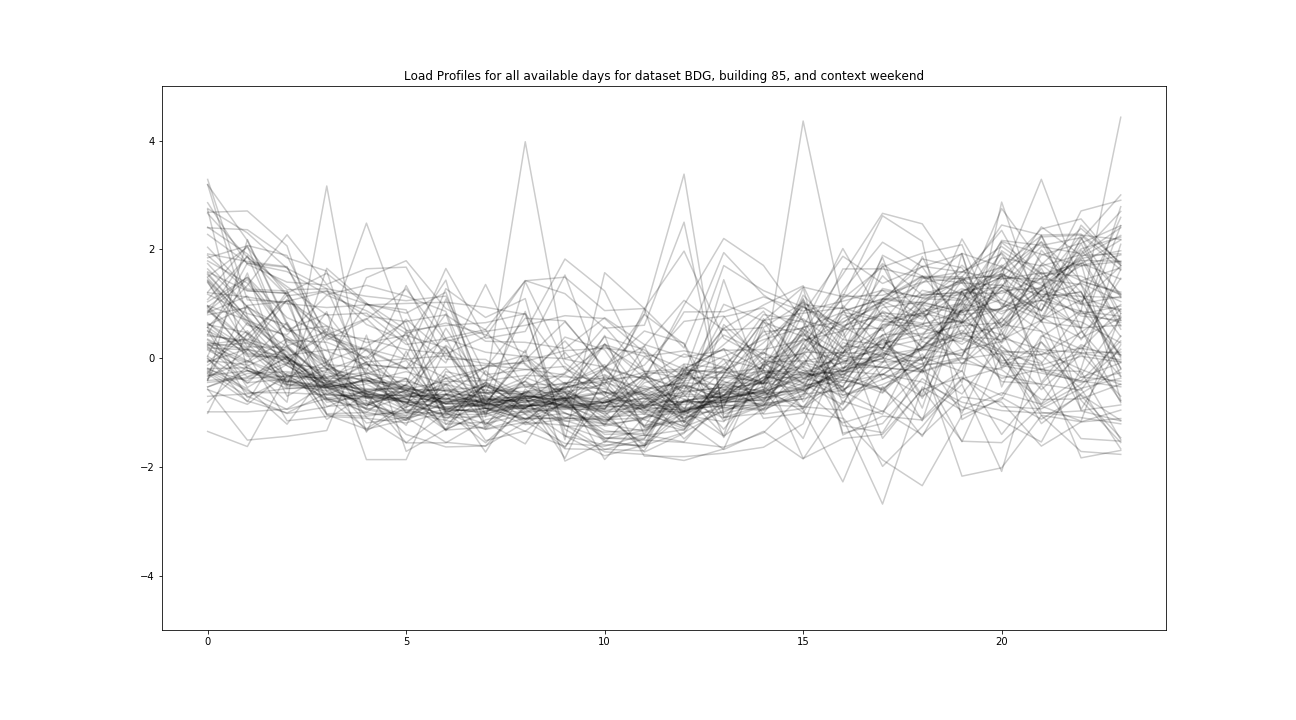 Load Profiles for all available days for dataset BDG, building 85, and context weekend
4
2
0
−2
−4
0 5 10 15 20